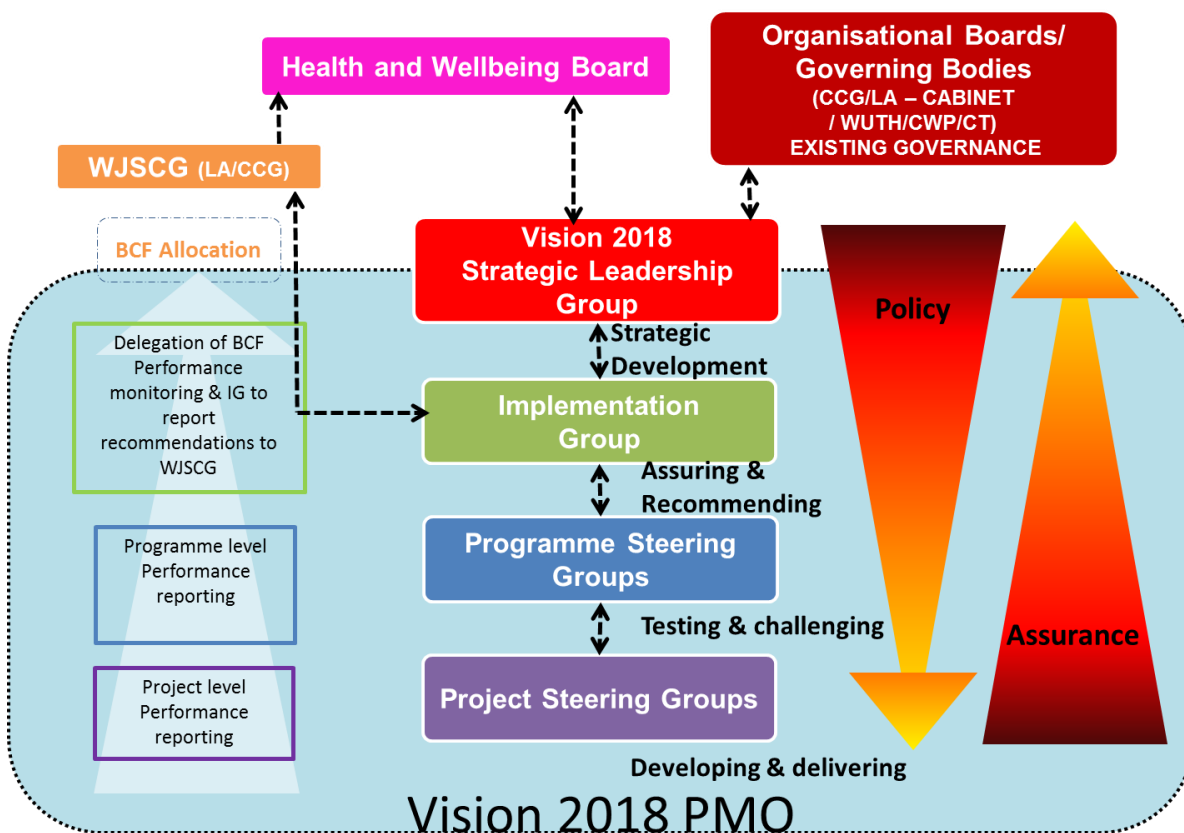 Health and Wellbeing Board
Organisational Boards/
Governing Bodies
(CCG/LA – CABINET
/ WUTH/CWP/CT)
EXISTING GOVERNANCE
WJSCG (LA/CCG)
BCF Allocation
Vision 2018
Strategic Leadership
Group
Policy
Strategic
Development
Delegation of BCF
Performance
monitoring & IG to
report
recommendations to
WJSCG
Implementation
Group
Assuring &
Recommending
Programme level
Performance
reporting
Programme Steering
Groups
Testing & challenging
Assurance
Project level
Performance
reporting
Project Steering Groups
Developing & delivering
Vision 2018 PMO